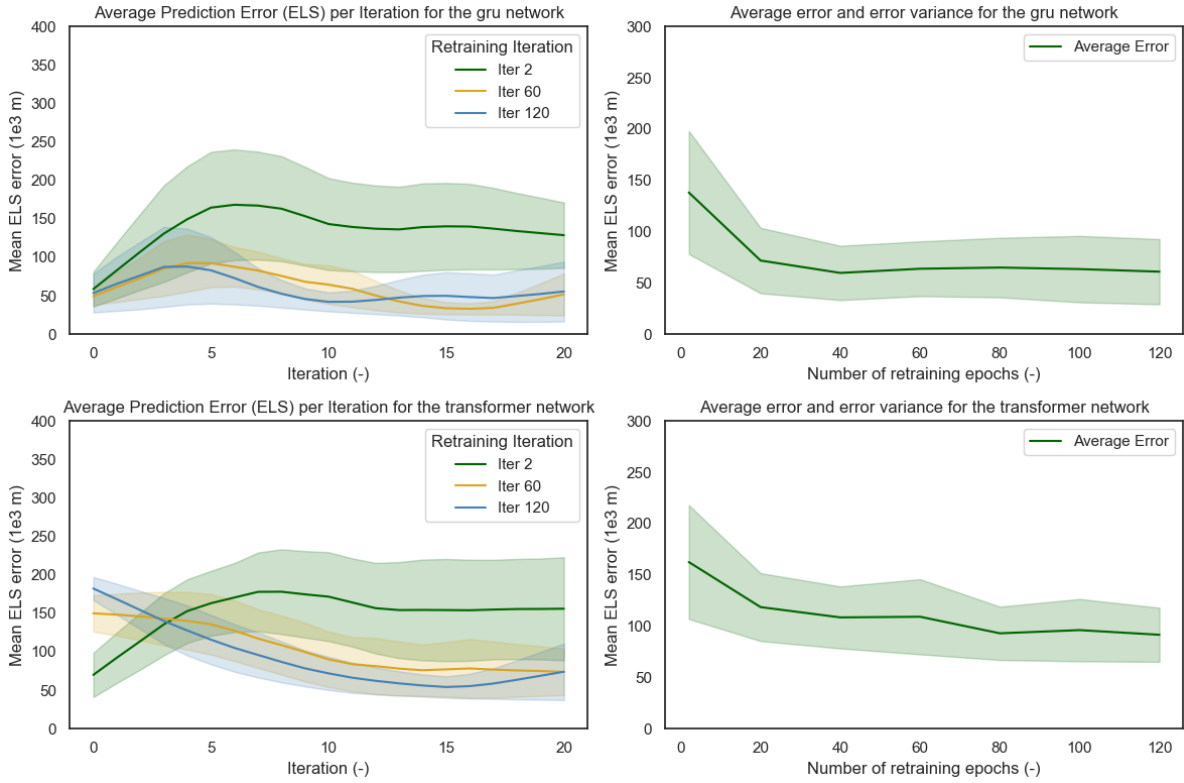 Average Prediction Error (ELS) per Iteration for the gru network
400
350
300
250
200
150
100
50
0
Mean ELS error (1e3 m)
Retraining Iteration
Iter 2
Iter 60
Iter 120
0 5 10 15 20
Iteration (-)
Average error and error variance for the gru network
300
250
200
150
100
50
0
Mean ELS error (1e3 m)
Average Error
0 20 40 60 80 100 120
Number of retraining epochs (-)
Average Prediction Error (ELS) per Iteration for the transformer network
400
350
300
250
200
150
100
50
0
Mean ELS error (1e3 m)
Retraining Iteration
Iter 2
Iter 60
Iter 120
0 5 10 15 20
Iteration (-)
Average error and error variance for the transformer network
300
250
200
150
100
50
0
Mean ELS error (1e3 m)
Average Error
0 20 40 60 80 100 120
Number of retraining epochs (-)